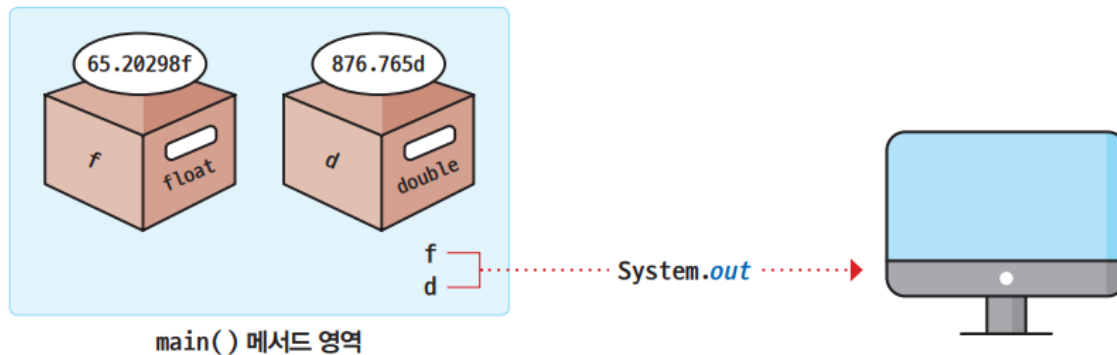 65.20298f
876.765d
f
float
d
double
f
d
System.out
main() 메서드 영역